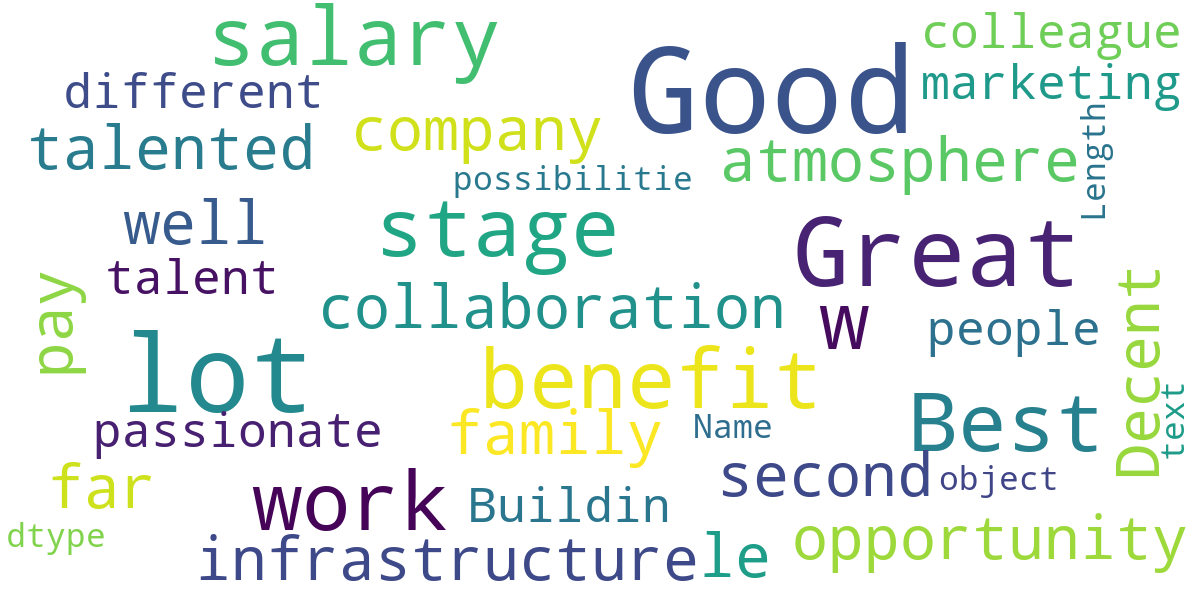 salary
colleague
Good
different
marketing
Length
company
talented
atmosphere
possibilitie
well
stage
Great
talent
pay
collaboration
w
people
Decent
lot
benefit
text
Best
passionate
family
Name
second
object
far
work
Buildin
dtype
infrastructure
le
opportunity